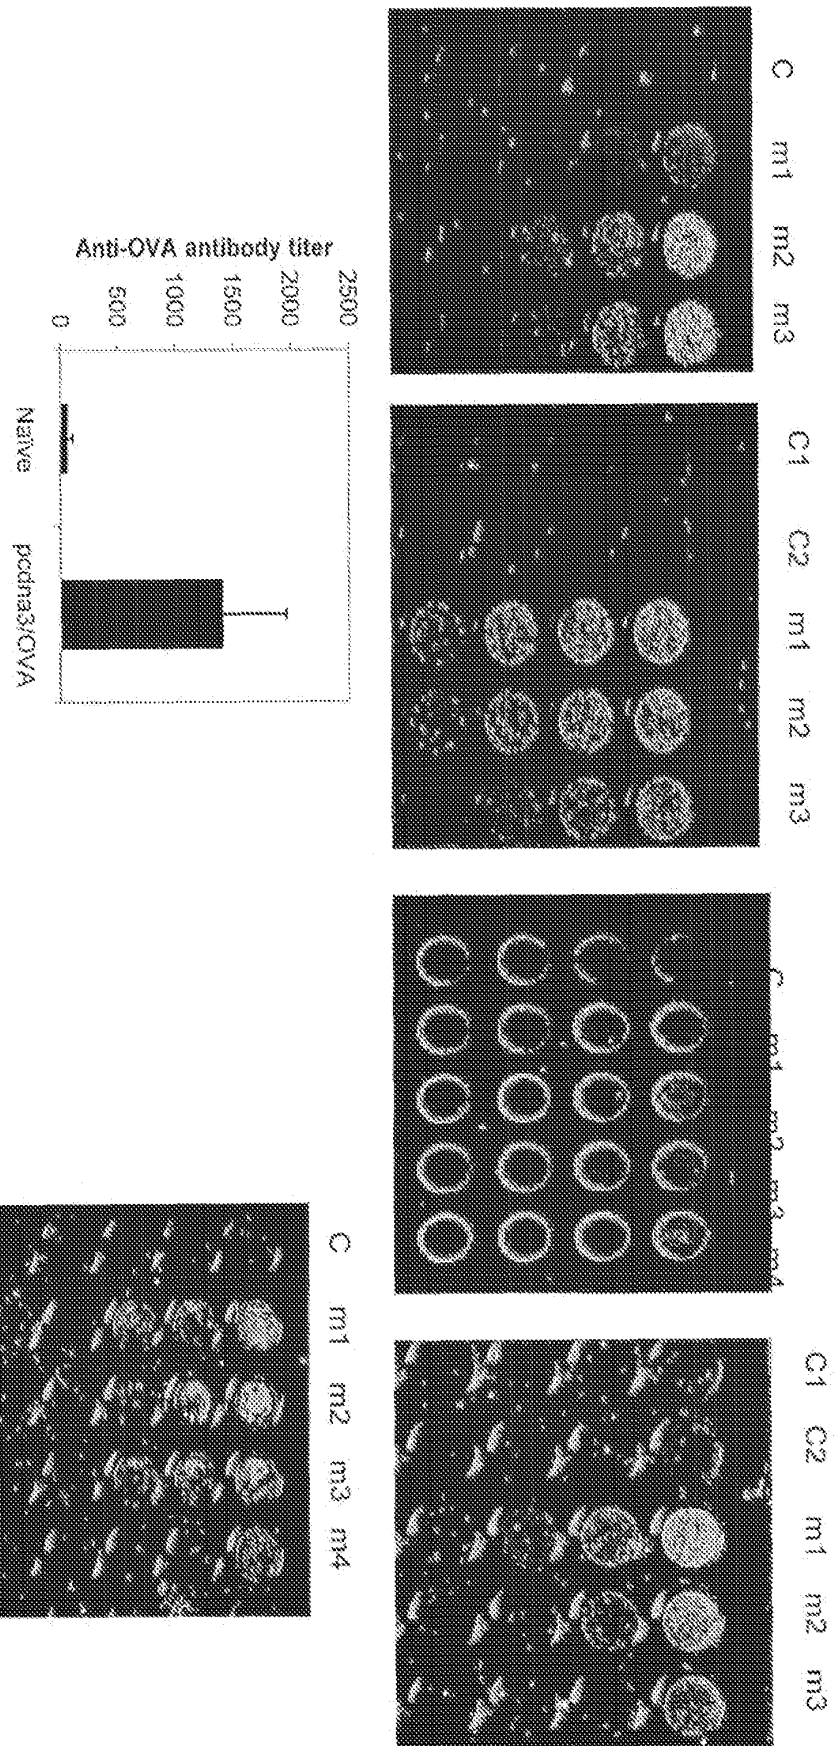 C m1 m2 m3
C1 C2 m1 m2 m3
C m1 m2 m3 m4
C1 C2 m1 m2 m3
Anti-OVA antibody titer
2500
2000
1500
1000
500
0
Naïve pcdna3/OVA
C m1 m2 m3 m4